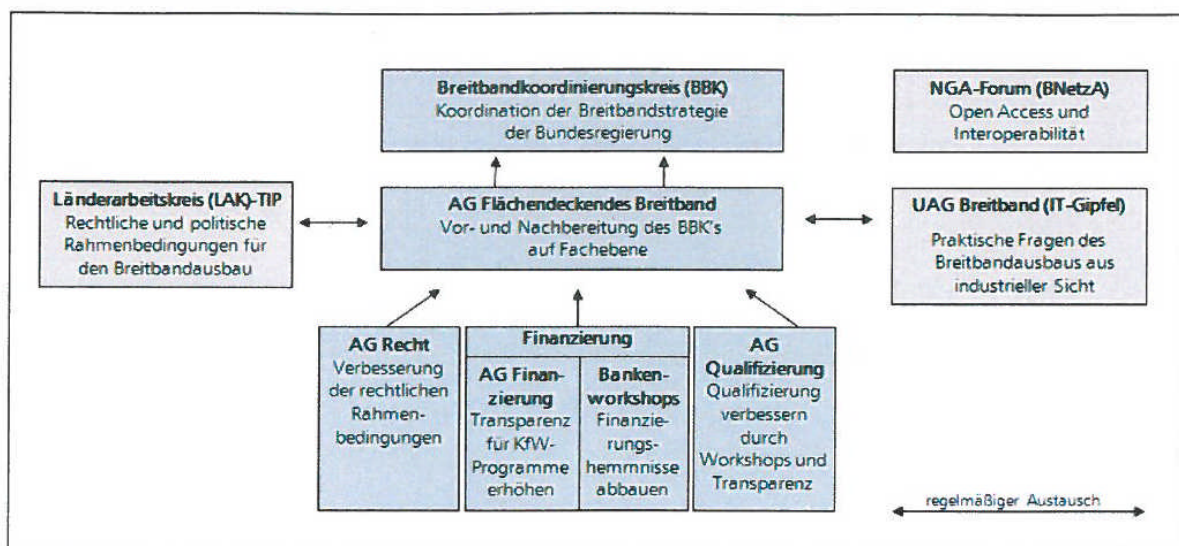 Breitbandkoordinierungskreis (BBK)
Koordination der Breitbandstrategie
der Bundesregierung
NGA-Forum (BNetzA)
Open Access und
Interoperabilität
Länderarbeitskreis (LAK)-TIP
Rechtliche und politische
Rahmenbedingungen für
den Breitbandausbau
AG Flächendeckendes Breitband
Vor- und Nachbereitung des BBK's
auf Fachebene
UAG Breitband (IT-Gipfel)
Praktische Fragen des
Breitbandausbaus aus
industrieller Sicht
AG Recht
Verbesserung
der rechtlichen
Rahmen-
bedingungen
Finanzierung
AG Finan-
zierung
Transparenz
für KfW-
Programme
erhöhen
Banken-
workshops
Finanzie-
rungs-
hemmnisse
abbauen
AG
Qualifizierung
Qualifizierung
verbessern
durch
Workshops und
Transparenz
regelmäßiger Austausch